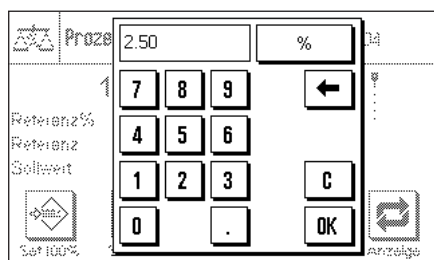 Proze
2.50 %
04
1
7 8 9
Referenz%
4 5 6
Referenz
Sollwert
1 2 3 C
0 . OK
Set100% Anzeige